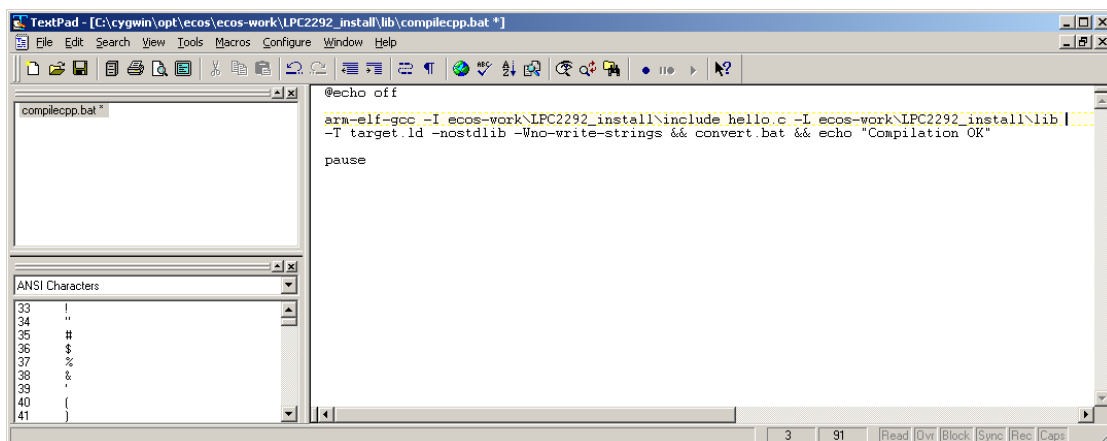 TextPad - [C:\cygwin\opt\ecos\ecos-work\LPC2292_install\lib\compilecpp.bat *]
File Edit Search View Tools Macros Configure Window Help
compilecpp.bat *
@echo off
arm-elf-gcc -I ecos-work\LPC2292_install\include hello.c -L ecos-work\LPC2292_install\lib
-T target.ld -nostdlib -Wno-write-strings && convert.bat && echo "Compilation OK"
pause
ANSI Characters
33 !
34 "
35 #
36 $
37 %
38 &
39 '
40 (
41 )
3 91 Read Ovr Block Sync Rec Caps